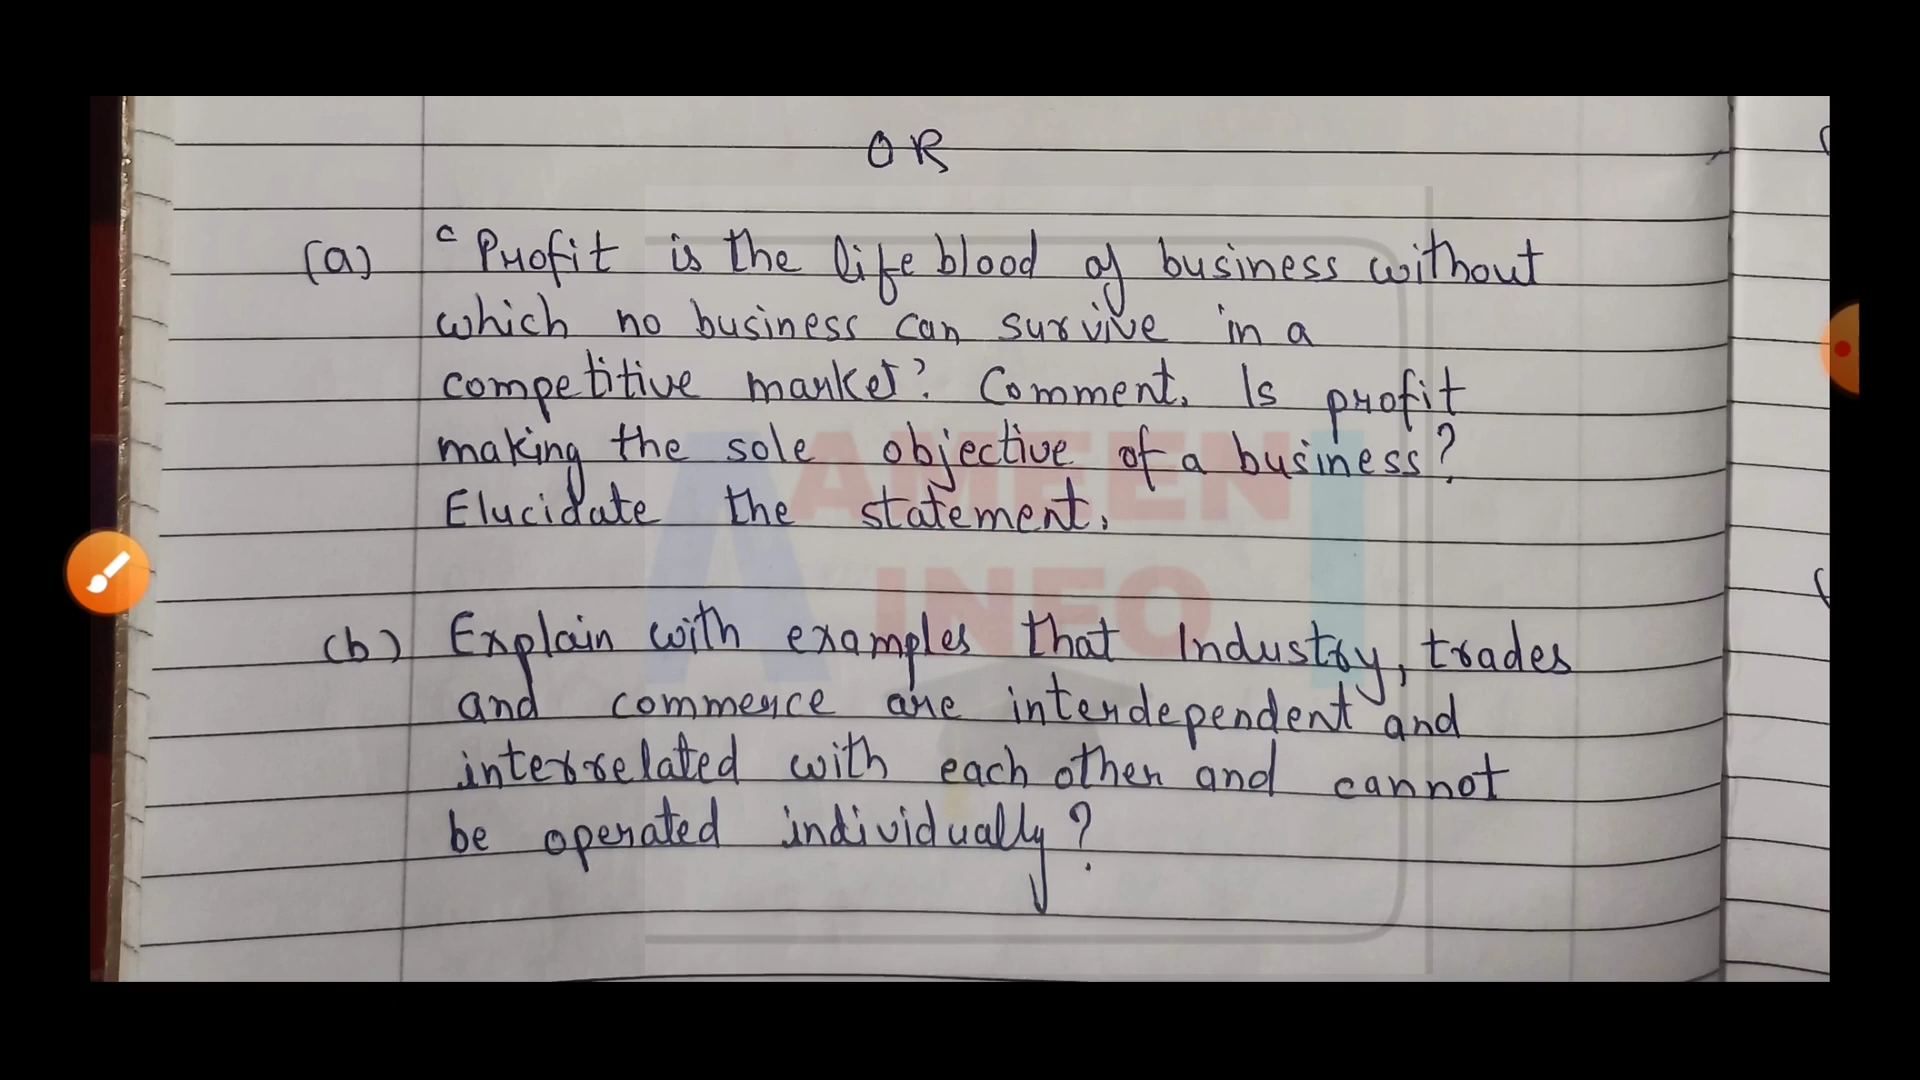 OR
(a) ‘Profit is the life blood of business without
which no business can survive in a
competitive market’. Comment. Is profit
making the sole objective of a business?
Elucidate the statement.
(b) Explain with examples that Industry, trades
and commerce are interdependent and
interrelated with each other and cannot
be operated individually?
AMEEN
INFO